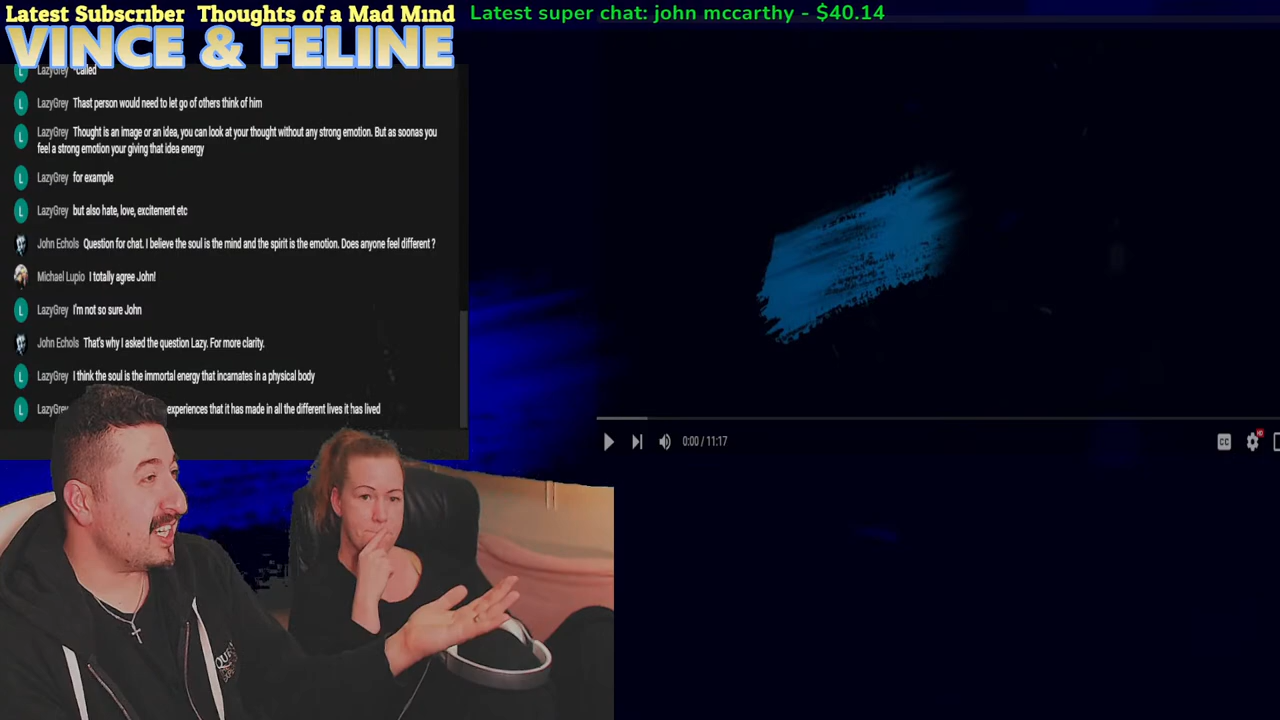 Latest Subscriber Thoughts of a Mad Mind
Latest super chat: john mccarthy - $40.14
VINCE & FELINE
LazyGrey *called
LazyGrey Thast person would need to let go of others think of him
LazyGrey Thought is an image or an idea, you can look at your thought without any strong emotion. But as soonas you
feel a strong emotion your giving that idea energy
LazyGrey for example
LazyGrey but also hate, love, excitement etc
John Echols Question for chat. I believe the soul is the mind and the spirit is the emotion. Does anyone feel different ?
Michael Lupio I totally agree John!
LazyGrey I'm not so sure John
John Echols That's why I asked the question Lazy. For more clarity.
LazyGrey I think the soul is the immortal energy that incarnates in a physical body
LazyGrey experiences that it has made in all the different lives it has lived
0:00 / 11:17
CC
HD